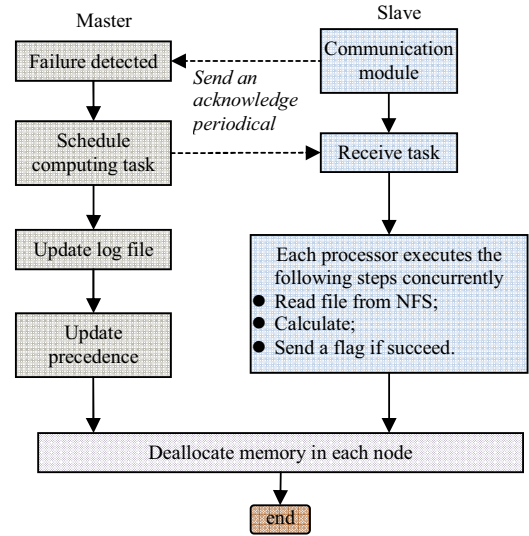 Master
Slave
Failure detected
Communication
module
Send an
acknowledge
periodical
Schedule
computing task
Receive task
Update log file
Each processor executes the
following steps concurrently
● Read file from NFS;
● Calculate;
● Send a flag if succeed.
Update
precedence
Deallocate memory in each node
end